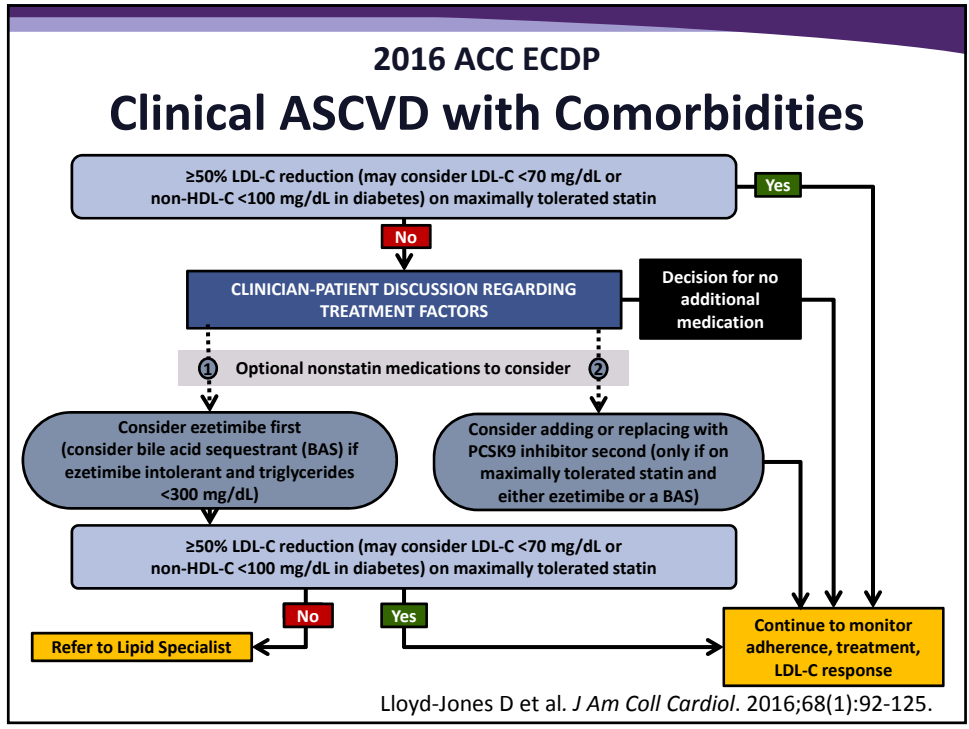 2016 ACC ECDP
Clinical ASCVD with Comorbidities
≥50% LDL-C reduction (may consider LDL-C <70 mg/dL or
non-HDL-C <100 mg/dL in diabetes) on maximally tolerated statin
Yes
No
CLINICIAN-PATIENT DISCUSSION REGARDING
TREATMENT FACTORS
Decision for no
additional
medication
1 Optional nonstatin medications to consider 2
Consider ezetimibe first
(consider bile acid sequestrant (BAS) if
ezetimibe intolerant and triglycerides
<300 mg/dL)
Consider adding or replacing with
PCSK9 inhibitor second (only if on
maximally tolerated statin and
either ezetimibe or a BAS)
≥50% LDL-C reduction (may consider LDL-C <70 mg/dL or
non-HDL-C <100 mg/dL in diabetes) on maximally tolerated statin
No
Yes
Refer to Lipid Specialist
Continue to monitor
adherence, treatment,
LDL-C response
Lloyd-Jones D et al. J Am Coll Cardiol. 2016;68(1):92-125.